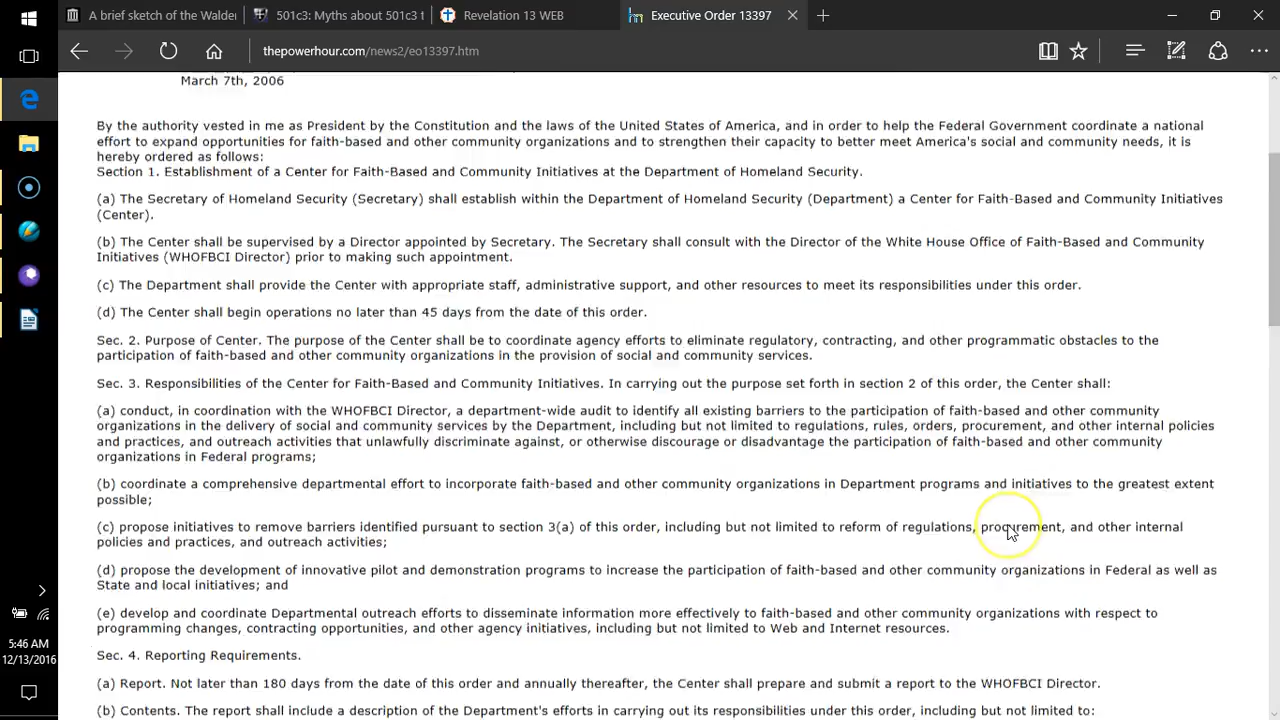 A brief sketch of the Walden
501c3: Myths about 501c3 t
Revelation 13 WEB
Executive Order 13397
thepowerhour.com/news2/eo13397.htm
March 7th, 2006
By the authority vested in me as President by the Constitution and the laws of the United States of America, and in order to help the Federal Government coordinate a national
effort to expand opportunities for faith-based and other community organizations and to strengthen their capacity to better meet America's social and community needs, it is
hereby ordered as follows:
Section 1. Establishment of a Center for Faith-Based and Community Initiatives at the Department of Homeland Security.
(a) The Secretary of Homeland Security (Secretary) shall establish within the Department of Homeland Security (Department) a Center for Faith-Based and Community Initiatives
(Center).
(b) The Center shall be supervised by a Director appointed by Secretary. The Secretary shall consult with the Director of the White House Office of Faith-Based and Community
Initiatives (WHOFBCI Director) prior to making such appointment.
(c) The Department shall provide the Center with appropriate staff, administrative support, and other resources to meet its responsibilities under this order.
(d) The Center shall begin operations no later than 45 days from the date of this order.
Sec. 2. Purpose of Center. The purpose of the Center shall be to coordinate agency efforts to eliminate regulatory, contracting, and other programmatic obstacles to the
participation of faith-based and other community organizations in the provision of social and community services.
Sec. 3. Responsibilities of the Center for Faith-Based and Community Initiatives. In carrying out the purpose set forth in section 2 of this order, the Center shall:
(a) conduct, in coordination with the WHOFBCI Director, a department-wide audit to identify all existing barriers to the participation of faith-based and other community
organizations in the delivery of social and community services by the Department, including but not limited to regulations, rules, orders, procurement, and other internal policies
and practices, and outreach activities that unlawfully discriminate against, or otherwise discourage or disadvantage the participation of faith-based and other community
organizations in Federal programs;
(b) coordinate a comprehensive departmental effort to incorporate faith-based and other community organizations in Department programs and initiatives to the greatest extent
possible;
(c) propose initiatives to remove barriers identified pursuant to section 3(a) of this order, including but not limited to reform of regulations, procurement, and other internal
policies and practices, and outreach activities;
(d) propose the development of innovative pilot and demonstration programs to increase the participation of faith-based and other community organizations in Federal as well as
State and local initiatives; and
(e) develop and coordinate Departmental outreach efforts to disseminate information more effectively to faith-based and other community organizations with respect to
programming changes, contracting opportunities, and other agency initiatives, including but not limited to Web and Internet resources.
Sec. 4. Reporting Requirements.
(a) Report. Not later than 180 days from the date of this order and annually thereafter, the Center shall prepare and submit a report to the WHOFBCI Director.
(b) Contents. The report shall include a description of the Department's efforts in carrying out its responsibilities under this order, including but not limited to:
5:46 AM
12/13/2016